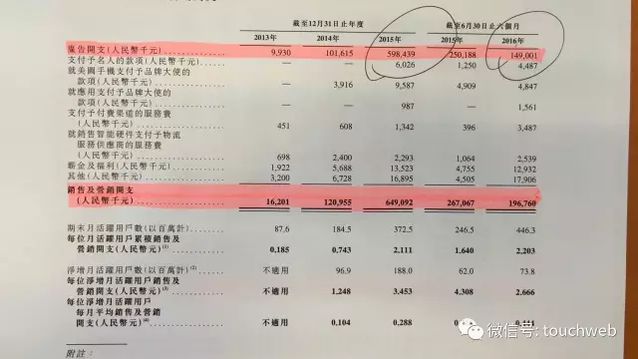 截至12月31日止年度 截至6月30日止六個月
2013年 2014年 2015年 2015年 2016年
廣告開支(人民幣千元) 9,930 101,615 598,439 250,188 149,001
支付予名人的款項(人民幣千元) — — 6,026 1,250 4,487
就美圖手機支付予品牌大使的
款項(人民幣千元) — 3,916 9,587 4,909 4,847
就應用支付予品牌大使的
款項(人民幣千元) — — 987 — 1,561
支付予付費渠道的服務費
(人民幣千元) 451 608 1,342 396 3,487
就銷售智能硬件支付予物流
服務供應商的服務費
(人民幣千元) 698 2,400 2,293 1,064 2,539
薪金及福利(人民幣千元) 1,922 5,688 13,523 4,755 12,932
其他(人民幣千元) 3,200 6,728 16,895 4,505 17,906
銷售及營銷開支
(人民幣千元) 16,201 120,955 649,092 267,067 196,760
期末月活躍用戶數(以百萬計) 87.6 184.5 372.5 246.5 446.3
每位月活躍用戶累積銷售及
營銷開支(人民幣元)(1) 0.185 0.743 2.111 1.640 2.203
淨增月活躍用戶數(以百萬計)(2) 不適用 96.9 188.0 62.0 73.8
每位淨增月活躍用戶銷售及
營銷開支(人民幣元)(3) 不適用 1.248 3.453 4.308 2.666
每位淨增月活躍用戶
每月平均銷售及營銷
開支(人民幣元)(4) 不適用 0.104 0.288
微信号: touchweb
附註: